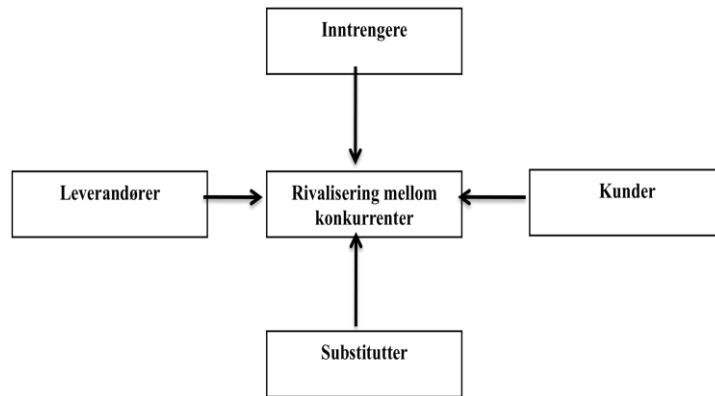 Inntrengere
Leverandører
Rivalisering mellom
konkurrenter
Kunder
Substitutter